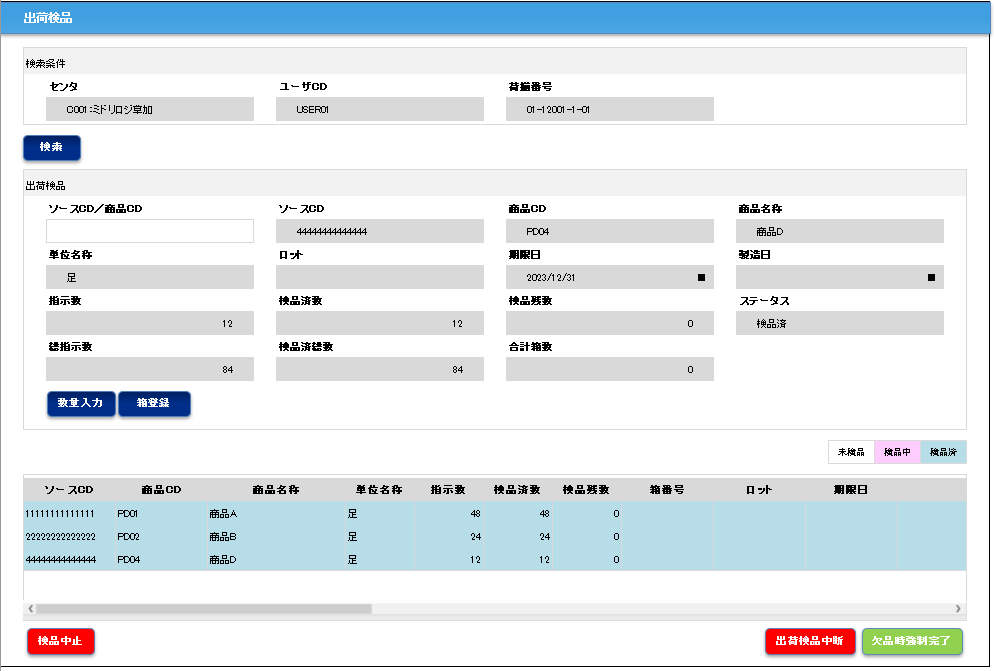 出荷検品
検索条件
センタ ユーザCD 荷揃番号
C001:ミドリロジ草加 USER01 01-12001-1-01
検索
出荷検品
ソースCD／商品CD ソースCD 商品CD 商品名称
44444444444444 PD04 商品D
単位名称 ロット 期限日 製造日
足 2023/12/31 ■ ■
指示数 検品済数 検品残数 ステータス
12 12 0 検品済
総指示数 検品済総数 合計箱数
84 84 0
数量入力 箱登録
未検品 検品中 検品済
ソースCD 商品CD 商品名称 単位名称 指示数 検品済数 検品残数 箱番号 ロット 期限日
11111111111111 PD01 商品A 足 48 48 0
22222222222222 PD02 商品B 足 24 24 0
44444444444444 PD04 商品D 足 12 12 0
検品中止 出荷検品中断 欠品時強制完了